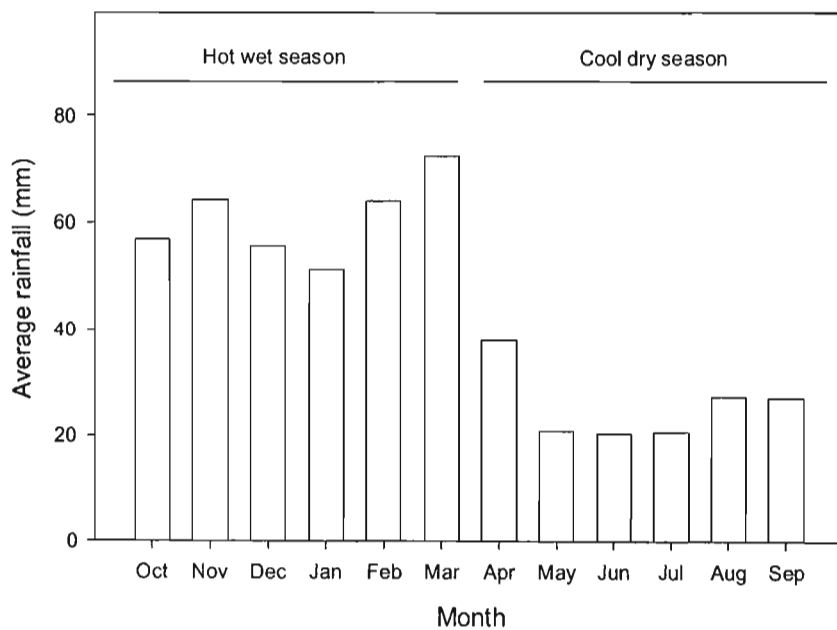 Hot wet season Cool dry season
80
60
40
20
0
Average rainfall (mm)
Oct Nov Dec Jan Feb Mar Apr May Jun Jul Aug Sep
Month